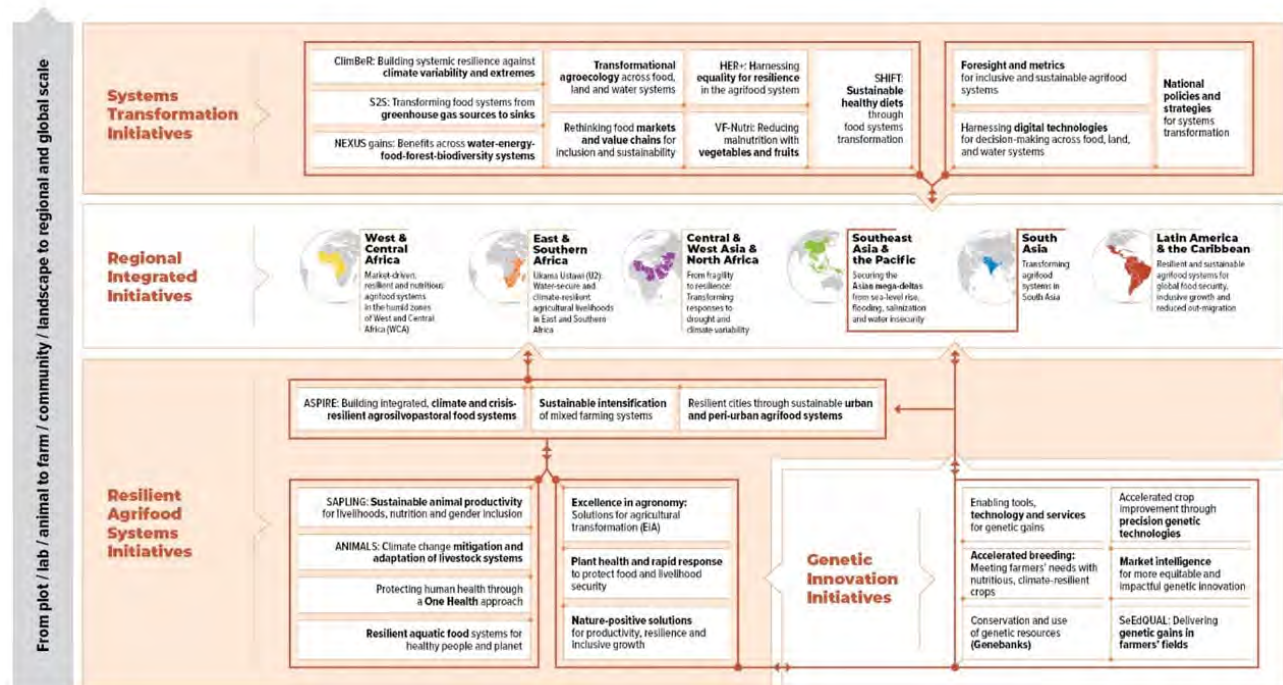 From plot / lab / animal to farm / community / landscape to regional and global scale
Systems
Transformation
Initiatives
ClimBeR: Building systemic resilience against
climate variability and extremes
S2S: Transforming food systems from
greenhouse gas sources to sinks
NEXUS gains: Benefits across water-energy-
food-forest-biodiversity systems
Transformational
agroecology across food,
land and water systems
Rethinking food markets
and value chains for
inclusion and sustainability
HER+: Harnessing
equality for resilience
in the agrifood system
VF-Nutri: Reducing
malnutrition with
vegetables and fruits
SHIFT:
Sustainable
healthy diets
through
food systems
transformation
Foresight and metrics
for inclusive and sustainable agrifood
systems
Harnessing digital technologies
for decision-making across food, land,
and water systems
National
policies and
strategies
for systems
transformation
Regional
Integrated
Initiatives
West &
Central
Africa
Market-driven,
resilient and nutritious
agrifood systems
in the humid zones
of West and Central
Africa (WCA)
East &
Southern
Africa
Ukama Ustawi (U2):
Water-secure and
climate-resilient
agricultural livelihoods
in East and Southern
Africa
Central &
West Asia &
North Africa
From fragility
to resilience:
Transforming
responses to
drought and
climate variability
Southeast
Asia &
the Pacific
Securing the
Asian mega-deltas
from sea-level rise,
flooding, salinization
and water insecurity
South
Asia
Transforming
agrifood
systems in
South Asia
Latin America
& the Caribbean
Resilient and sustainable
agrifood systems for
global food security,
inclusive growth and
reduced out-migration
Resilient
Agrifood
Systems
Initiatives
ASPIRE: Building integrated, climate and crisis-
resilient agrosilvopastoral food systems
Sustainable intensification
of mixed farming systems
Resilient cities through sustainable urban
and peri-urban agrifood systems
SAPLING: Sustainable animal productivity
for livelihoods, nutrition and gender inclusion
ANIMALS: Climate change mitigation and
adaptation of livestock systems
Protecting human health through
a One Health approach
Resilient aquatic food systems for
healthy people and planet
Excellence in agronomy:
Solutions for agricultural
transformation (EiA)
Plant health and rapid response
to protect food and livelihood
security
Nature-positive solutions
for productivity, resilience and
inclusive growth
Genetic
Innovation
Initiatives
Enabling tools,
technology and services
for genetic gains
Accelerated breeding:
Meeting farmers' needs with
nutritious, climate-resilient
crops
Conservation and use
of genetic resources
(Genebanks)
Accelerated crop
improvement through
precision genetic
technologies
Market intelligence
for more equitable and
impactful genetic innovation
SeEdQUAL: Delivering
genetic gains in
farmers' fields